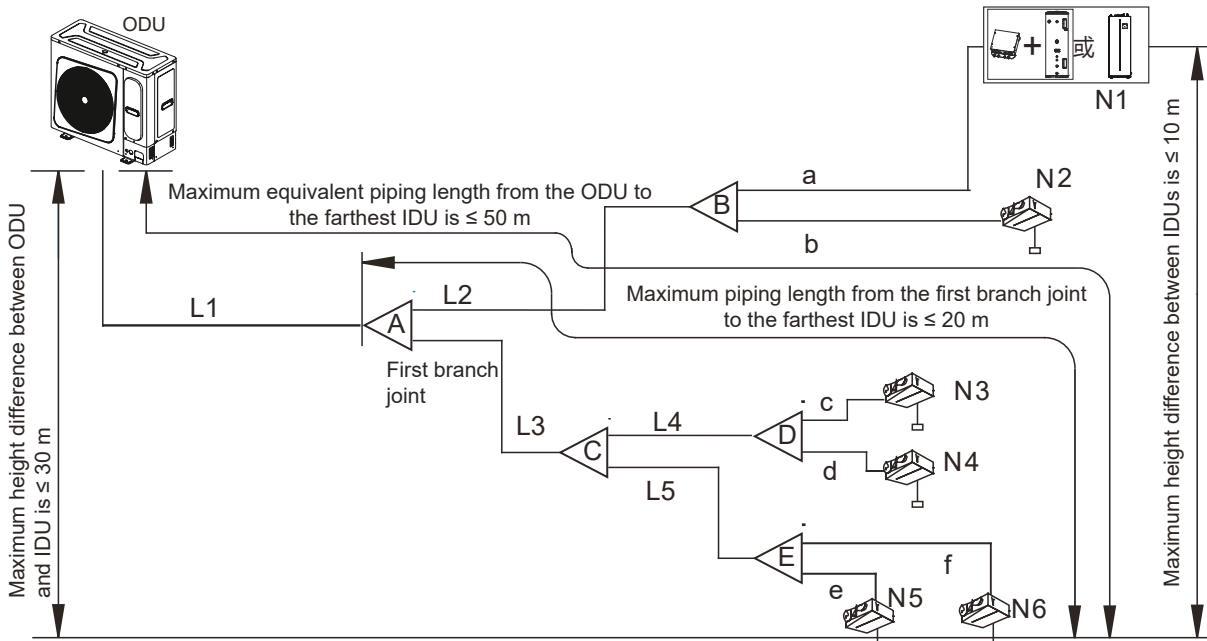 ODU
+
或
N1
Maximum equivalent piping length from the ODU to
the farthest IDU is ≤ 50 m
a
B
N2
b
L1
L2
A
First branch
joint
Maximum piping length from the first branch joint
to the farthest IDU is ≤ 20 m
L3
C
L4
D
c
N3
d
N4
L5
E
f
e
N5
N6
Maximum height difference between ODU
and IDU is ≤ 30 m
Maximum height difference between IDUs is ≤ 10 m